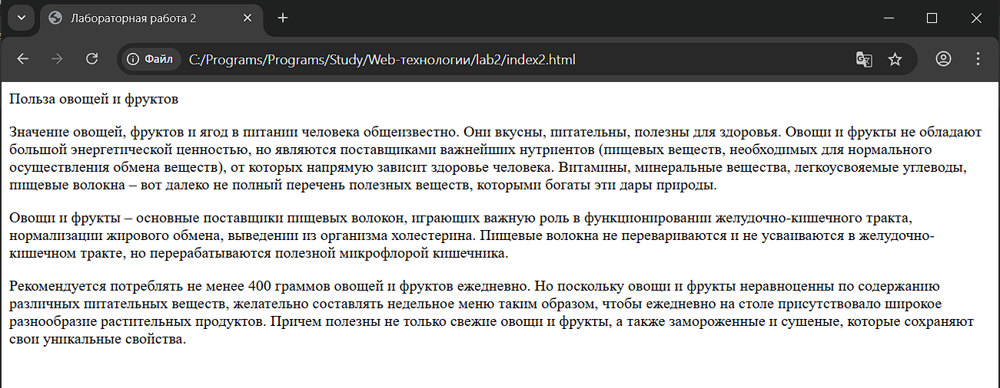 Лабораторная работа 2
Файл
C:/Programs/Programs/Study/Web-технологии/lab2/index2.html
Польза овощей и фруктов
Значение овощей, фруктов и ягод в питании человека общеизвестно. Они вкусны, питательны, полезны для здоровья. Овощи и фрукты не обладают
большой энергетической ценностью, но являются поставщиками важнейших нутриентов (пищевых веществ, необходимых для нормального
осуществления обмена веществ), от которых напрямую зависит здоровье человека. Витамины, минеральные вещества, легкоусвояемые углеводы,
пищевые волокна – вот далеко не полный перечень полезных веществ, которыми богаты эти дары природы.
Овощи и фрукты – основные поставщики пищевых волокон, играющих важную роль в функционировании желудочно-кишечного тракта,
нормализации жирового обмена, выведении из организма холестерина. Пищевые волокна не перевариваются и не усваиваются в желудочно-
кишечном тракте, но перерабатываются полезной микрофлорой кишечника.
Рекомендуется потреблять не менее 400 граммов овощей и фруктов ежедневно. Но поскольку овощи и фрукты неравноценны по содержанию
различных питательных веществ, желательно составлять недельное меню таким образом, чтобы ежедневно на столе присутствовало широкое
разнообразие растительных продуктов. Причем полезны не только свежие овощи и фрукты, а также замороженные и сушеные, которые сохраняют
свои уникальные свойства.